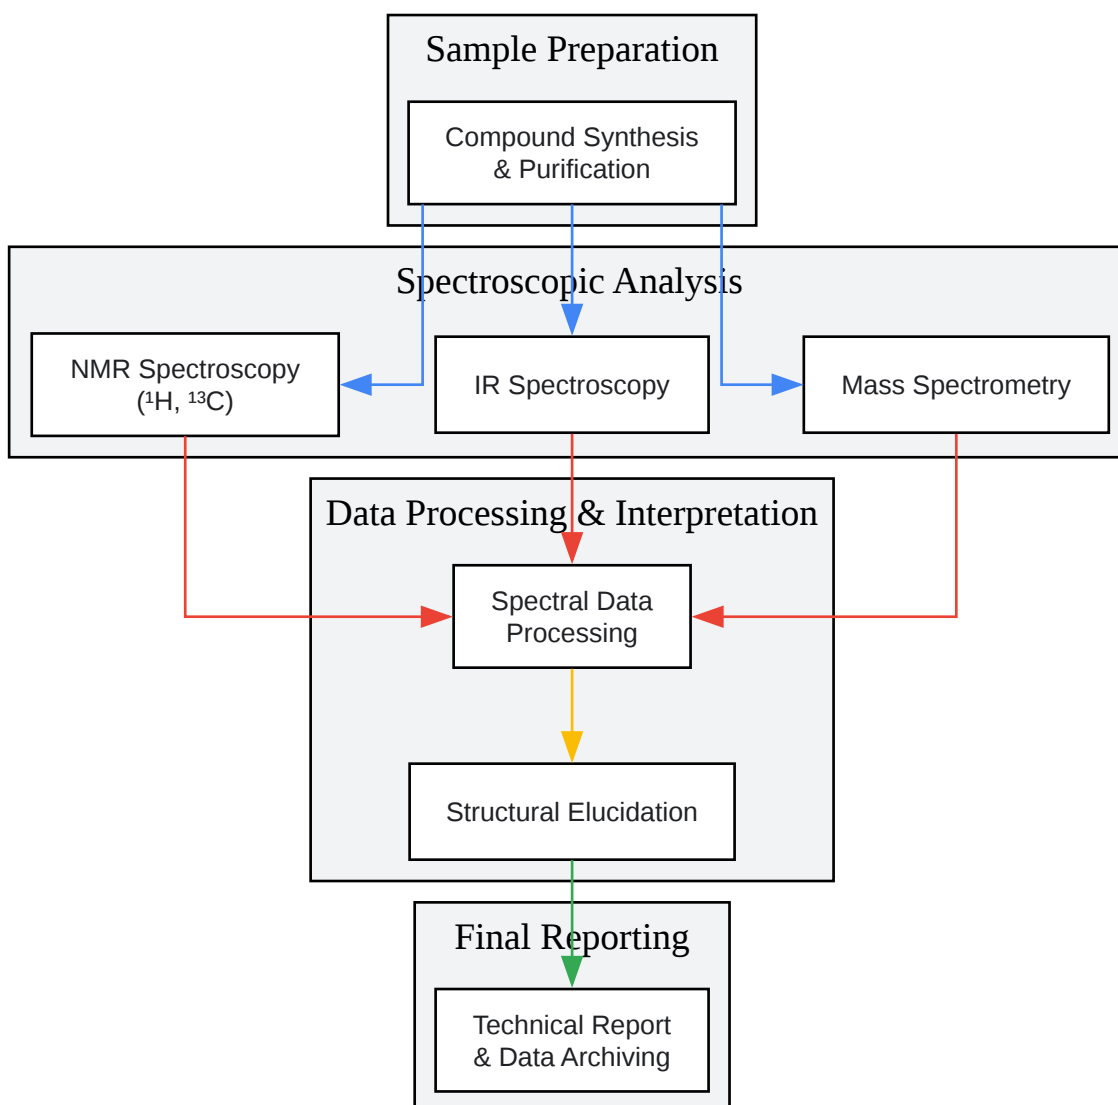 Sample Preparation
Compound Synthesis
& Purification
Spectroscopic Analysis
NMR Spectroscopy
(¹H, ¹³C)
IR Spectroscopy
Mass Spectrometry
Data Processing & Interpretation
Spectral Data
Processing
Structural Elucidation
Final Reporting
Technical Report
& Data Archiving